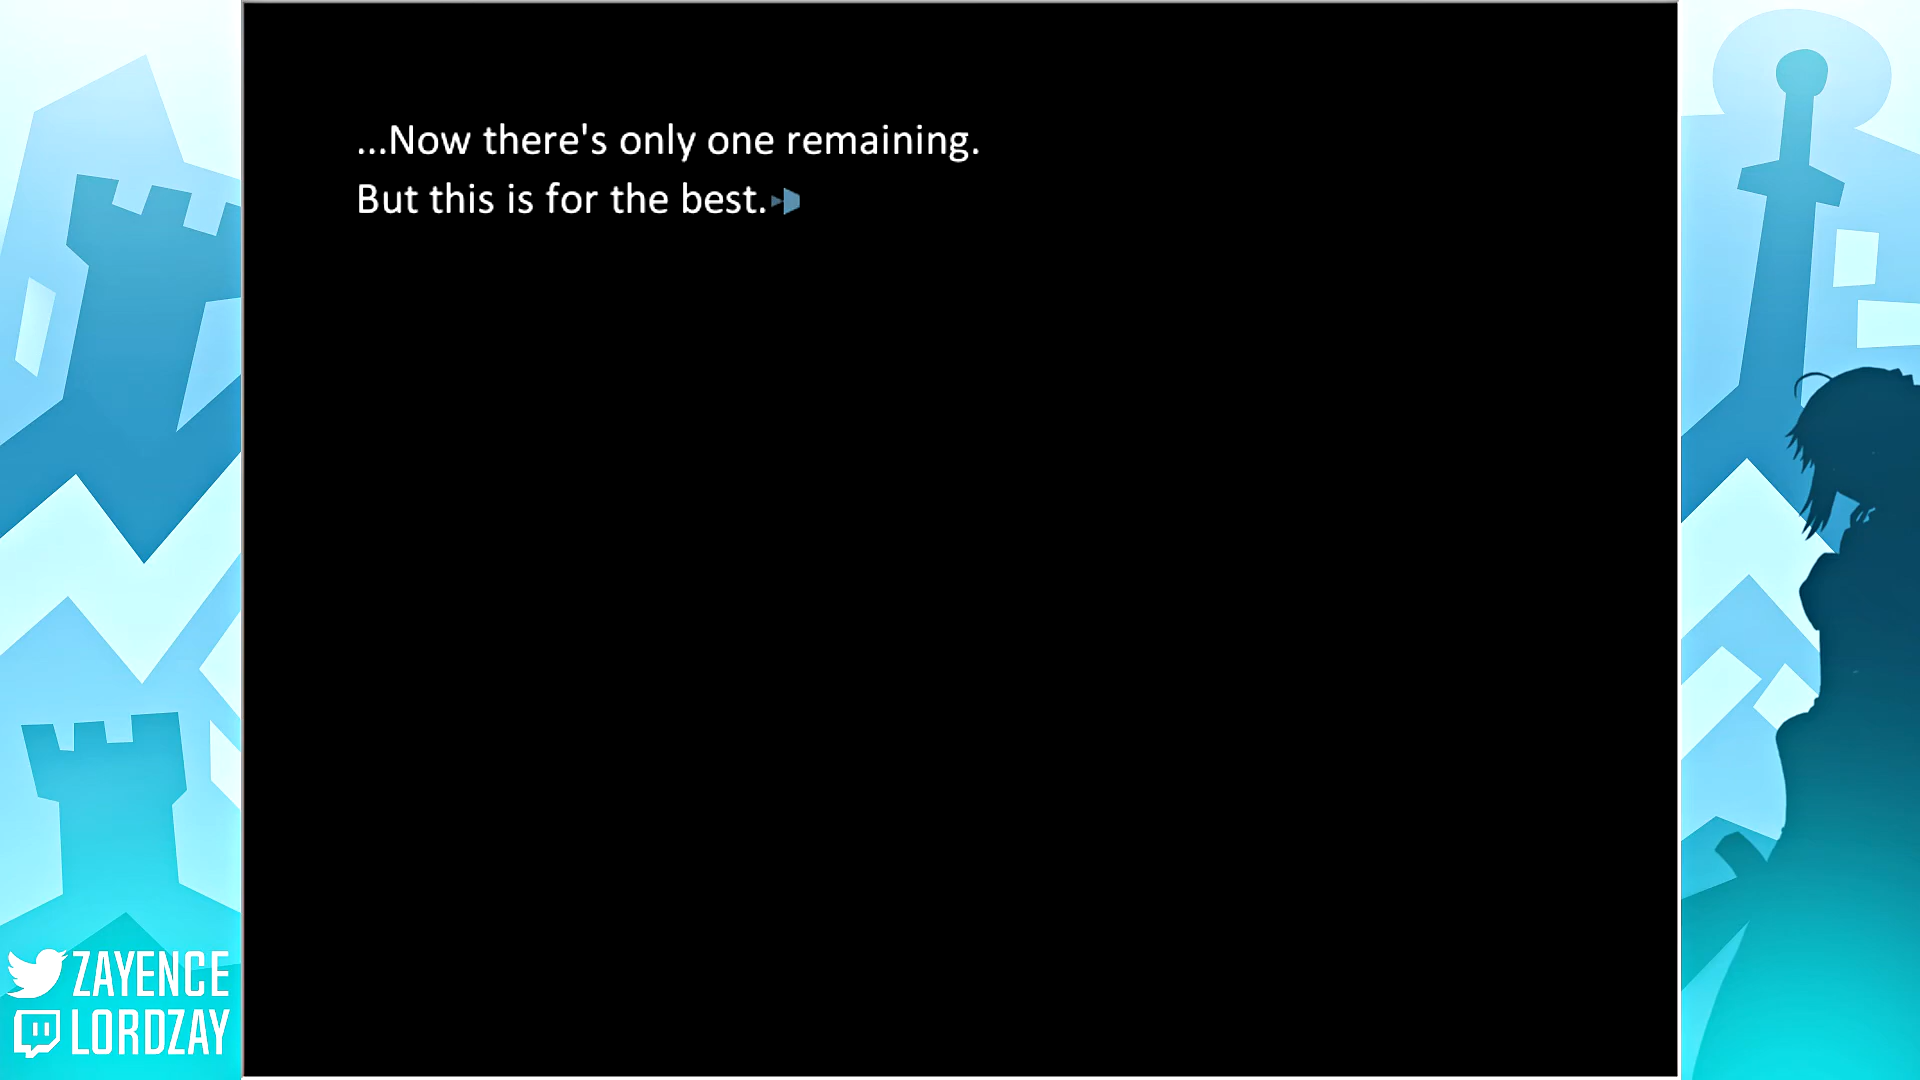 ...Now there's only one remaining.
But this is for the best.
ZAYENCE
LORDZAY